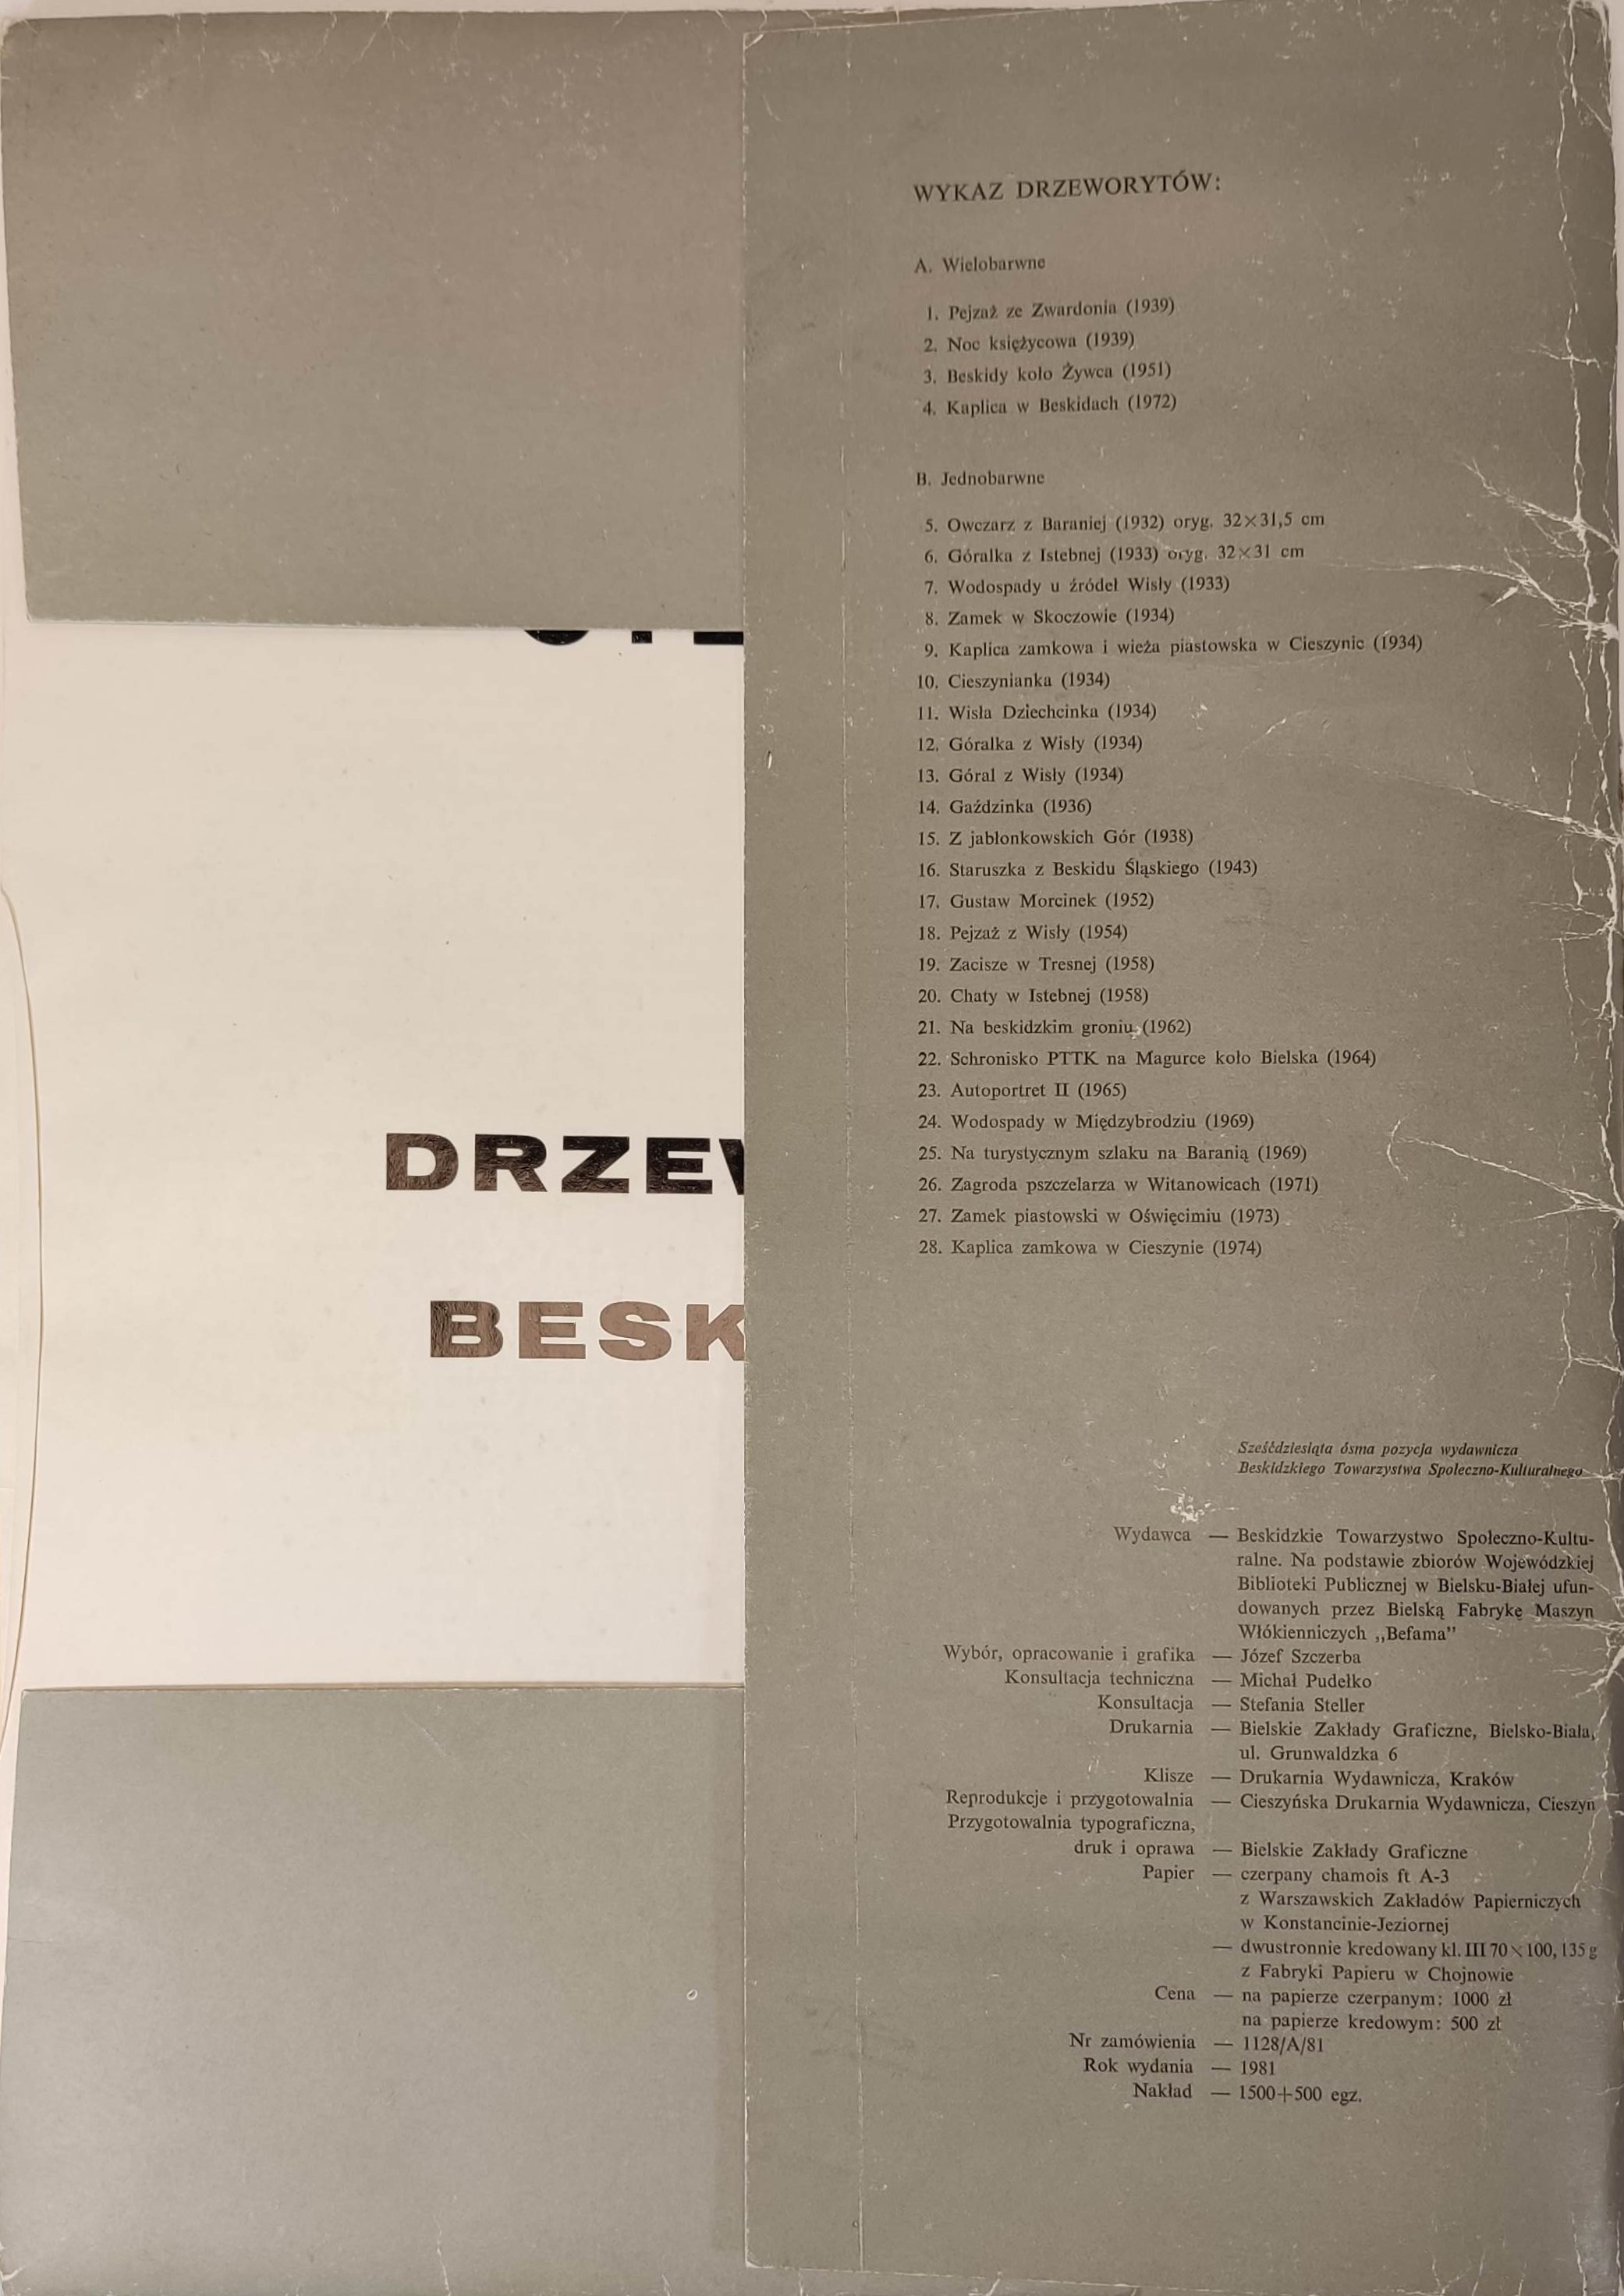 WYKAZ DRZEWORYTÓW:
A. Wielobarwne
1. Pejzaż ze Zwardonia (1939)
2. Noc księżycowa (1939)
3. Beskidy koło Żywca (1951)
4. Kaplica w Beskidach (1972)
B. Jednobarwne
5. Owczarz z Baraniej (1932) oryg. 32×31,5 cm
6. Góralka z Istebnej (1933) oryg. 32×31 cm
7. Wodospady u źródeł Wisły (1933)
8. Zamek w Skoczowie (1934)
9. Kaplica zamkowa i wieża piastowska w Cieszynie (1934)
10. Cieszynianka (1934)
11. Wisła Dziechcinka (1934)
12. Góralka z Wisły (1934)
13. Góral z Wisły (1934)
14. Gaździnka (1936)
15. Z jabłonkowskich Gór (1938)
16. Staruszka z Beskidu Śląskiego (1943)
17. Gustaw Morcinek (1952)
18. Pejzaż z Wisły (1954)
19. Zacisze w Tresnej (1958)
20. Chaty w Istebnej (1958)
21. Na beskidzkim groniu (1962)
22. Schronisko PTTK na Magurce koło Bielska (1964)
23. Autoportret II (1965)
24. Wodospady w Międzybrodziu (1969)
25. Na turystycznym szlaku na Baranią (1969)
26. Zagroda pszczelarza w Witanowicach (1971)
27. Zamek piastowski w Oświęcimiu (1973)
28. Kaplica zamkowa w Cieszynie (1974)
DRZEW
BESK
Sześćdziesiąta ósma pozycja wydawnicza
Beskidzkiego Towarzystwa Społeczno-Kulturalnego
Wydawca — Beskidzkie Towarzystwo Społeczno-Kultu-
ralne. Na podstawie zbiorów Wojewódzkiej
Biblioteki Publicznej w Bielsku-Białej ufun-
dowanych przez Bielską Fabrykę Maszyn
Włókienniczych „Befama”
Wybór, opracowanie i grafika — Józef Szczerba
Konsultacja techniczna — Michał Pudełko
Konsultacja — Stefania Steller
Drukarnia — Bielskie Zakłady Graficzne, Bielsko-Biała,
ul. Grunwaldzka 6
Klisze — Drukarnia Wydawnicza, Kraków
Reprodukcje i przygotowalnia — Cieszyńska Drukarnia Wydawnicza, Cieszyn
Przygotowalnia typograficzna,
druk i oprawa — Bielskie Zakłady Graficzne
Papier — czerpany chamois ft A-3
z Warszawskich Zakładów Papierniczych
w Konstancinie-Jeziornej
— dwustronnie kredowany kl. III 70×100, 135 g
z Fabryki Papieru w Chojnowie
Cena — na papierze czerpanym: 1000 zł
na papierze kredowym: 500 zł
Nr zamówienia — 1128/A/81
Rok wydania — 1981
Nakład — 1500+500 egz.